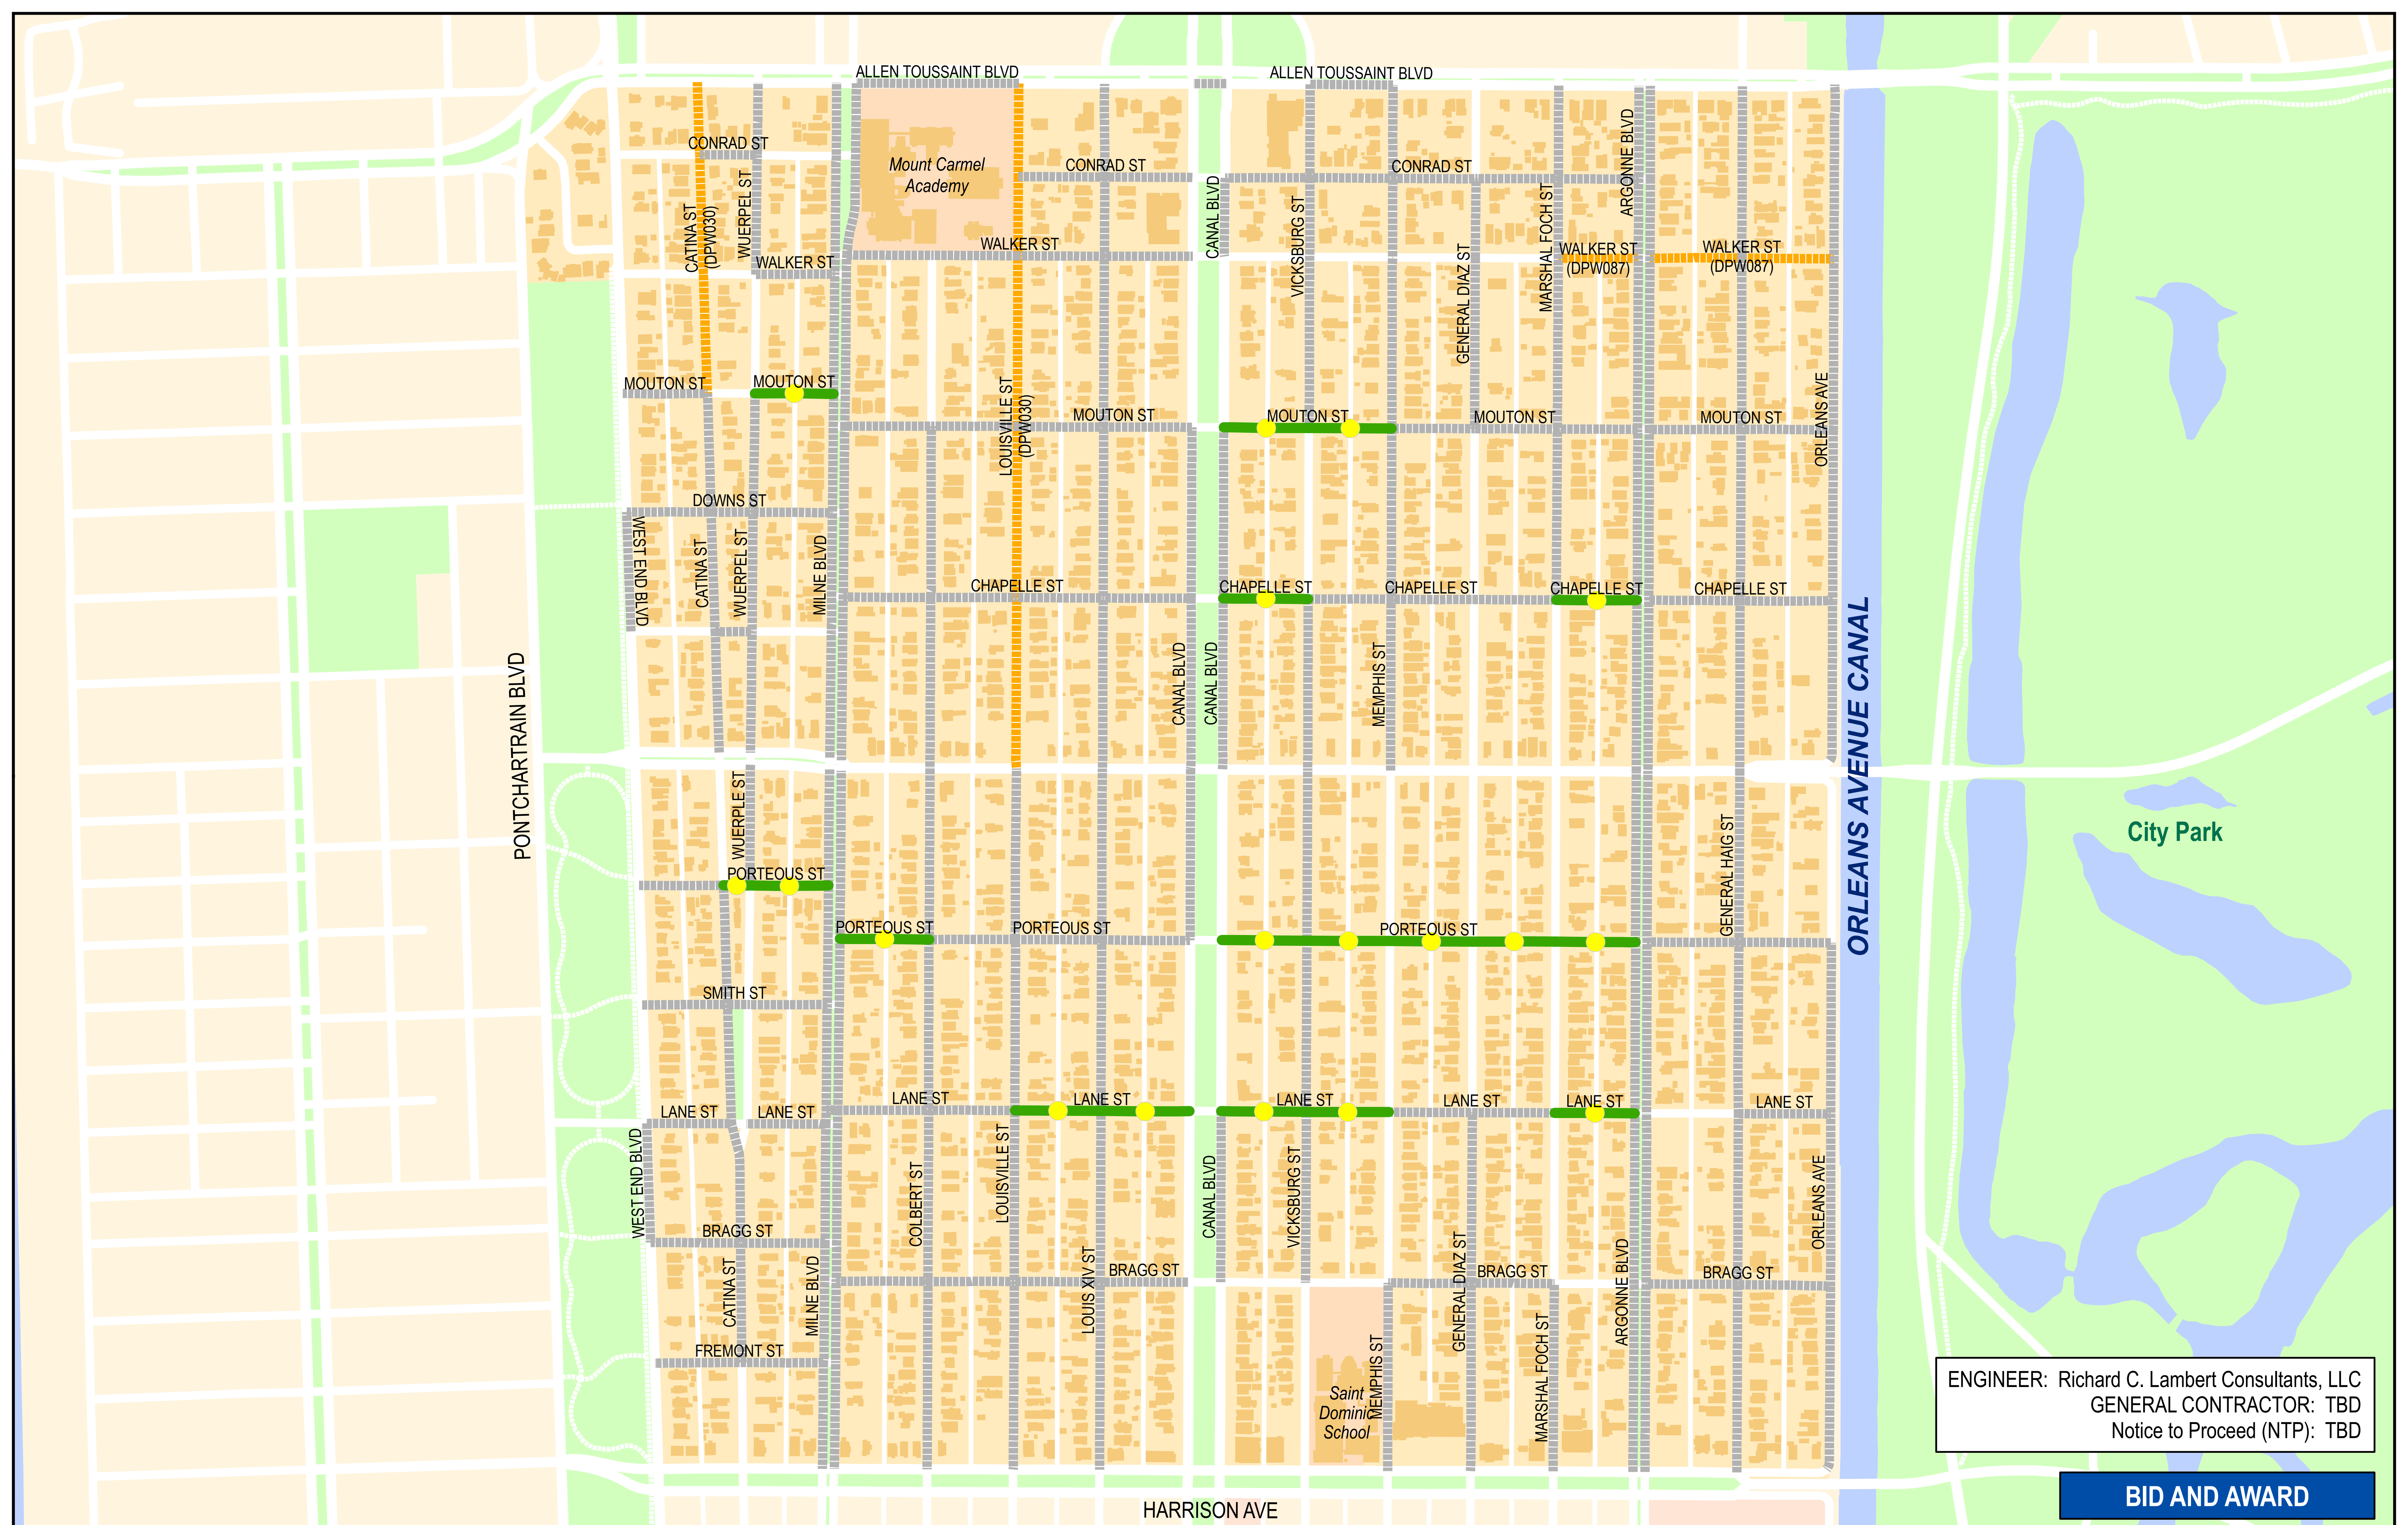 ALLEN TOUSSAINT BLVD
ALLEN TOUSSAINT BLVD
CONRAD ST
Mount Carmel
Academy
CONRAD ST
CONRAD ST
ARGONNE BLVD
CATINA ST
(DPW030)
WUERPEL ST
WALKER ST
WALKER ST
CANAL BLVD
VICKSBURG ST
GENERAL DIAZ ST
MARSHAL FOCH ST
WALKER ST
(DPW087)
WALKER ST
(DPW087)
MOUTON ST
MOUTON ST
LOUISVILLE ST
(DPW030)
MOUTON ST
MOUTON ST
MOUTON ST
MOUTON ST
ORLEANS AVE
DOWNS ST
WEST END BLVD
CATINA ST
WUERPEL ST
MILNE BLVD
CHAPELLE ST
CHAPELLE ST
CHAPELLE ST
CHAPELLE ST
CHAPELLE ST
PONTCHARTRAIN BLVD
CANAL BLVD
CANAL BLVD
MEMPHIS ST
ORLEANS AVENUE CANAL
WUERPLE ST
GENERAL HAIG ST
City Park
PORTEOUS ST
PORTEOUS ST
PORTEOUS ST
PORTEOUS ST
SMITH ST
LANE ST
LANE ST
LANE ST
LANE ST
LANE ST
LANE ST
LANE ST
LANE ST
WEST END BLVD
COLBERT ST
LOUISVILLE ST
CANAL BLVD
VICKSBURG ST
ORLEANS AVE
BRAGG ST
BRAGG ST
BRAGG ST
BRAGG ST
CATINA ST
MILNE BLVD
LOUIS XIV ST
GENERAL DIAZ ST
ARGONNE BLVD
FREMONT ST
MEMPHIS ST
MARSHAL FOCH ST
Saint
Dominic
School
ENGINEER: Richard C. Lambert Consultants, LLC
GENERAL CONTRACTOR: TBD
Notice to Proceed (NTP): TBD
BID AND AWARD
HARRISON AVE